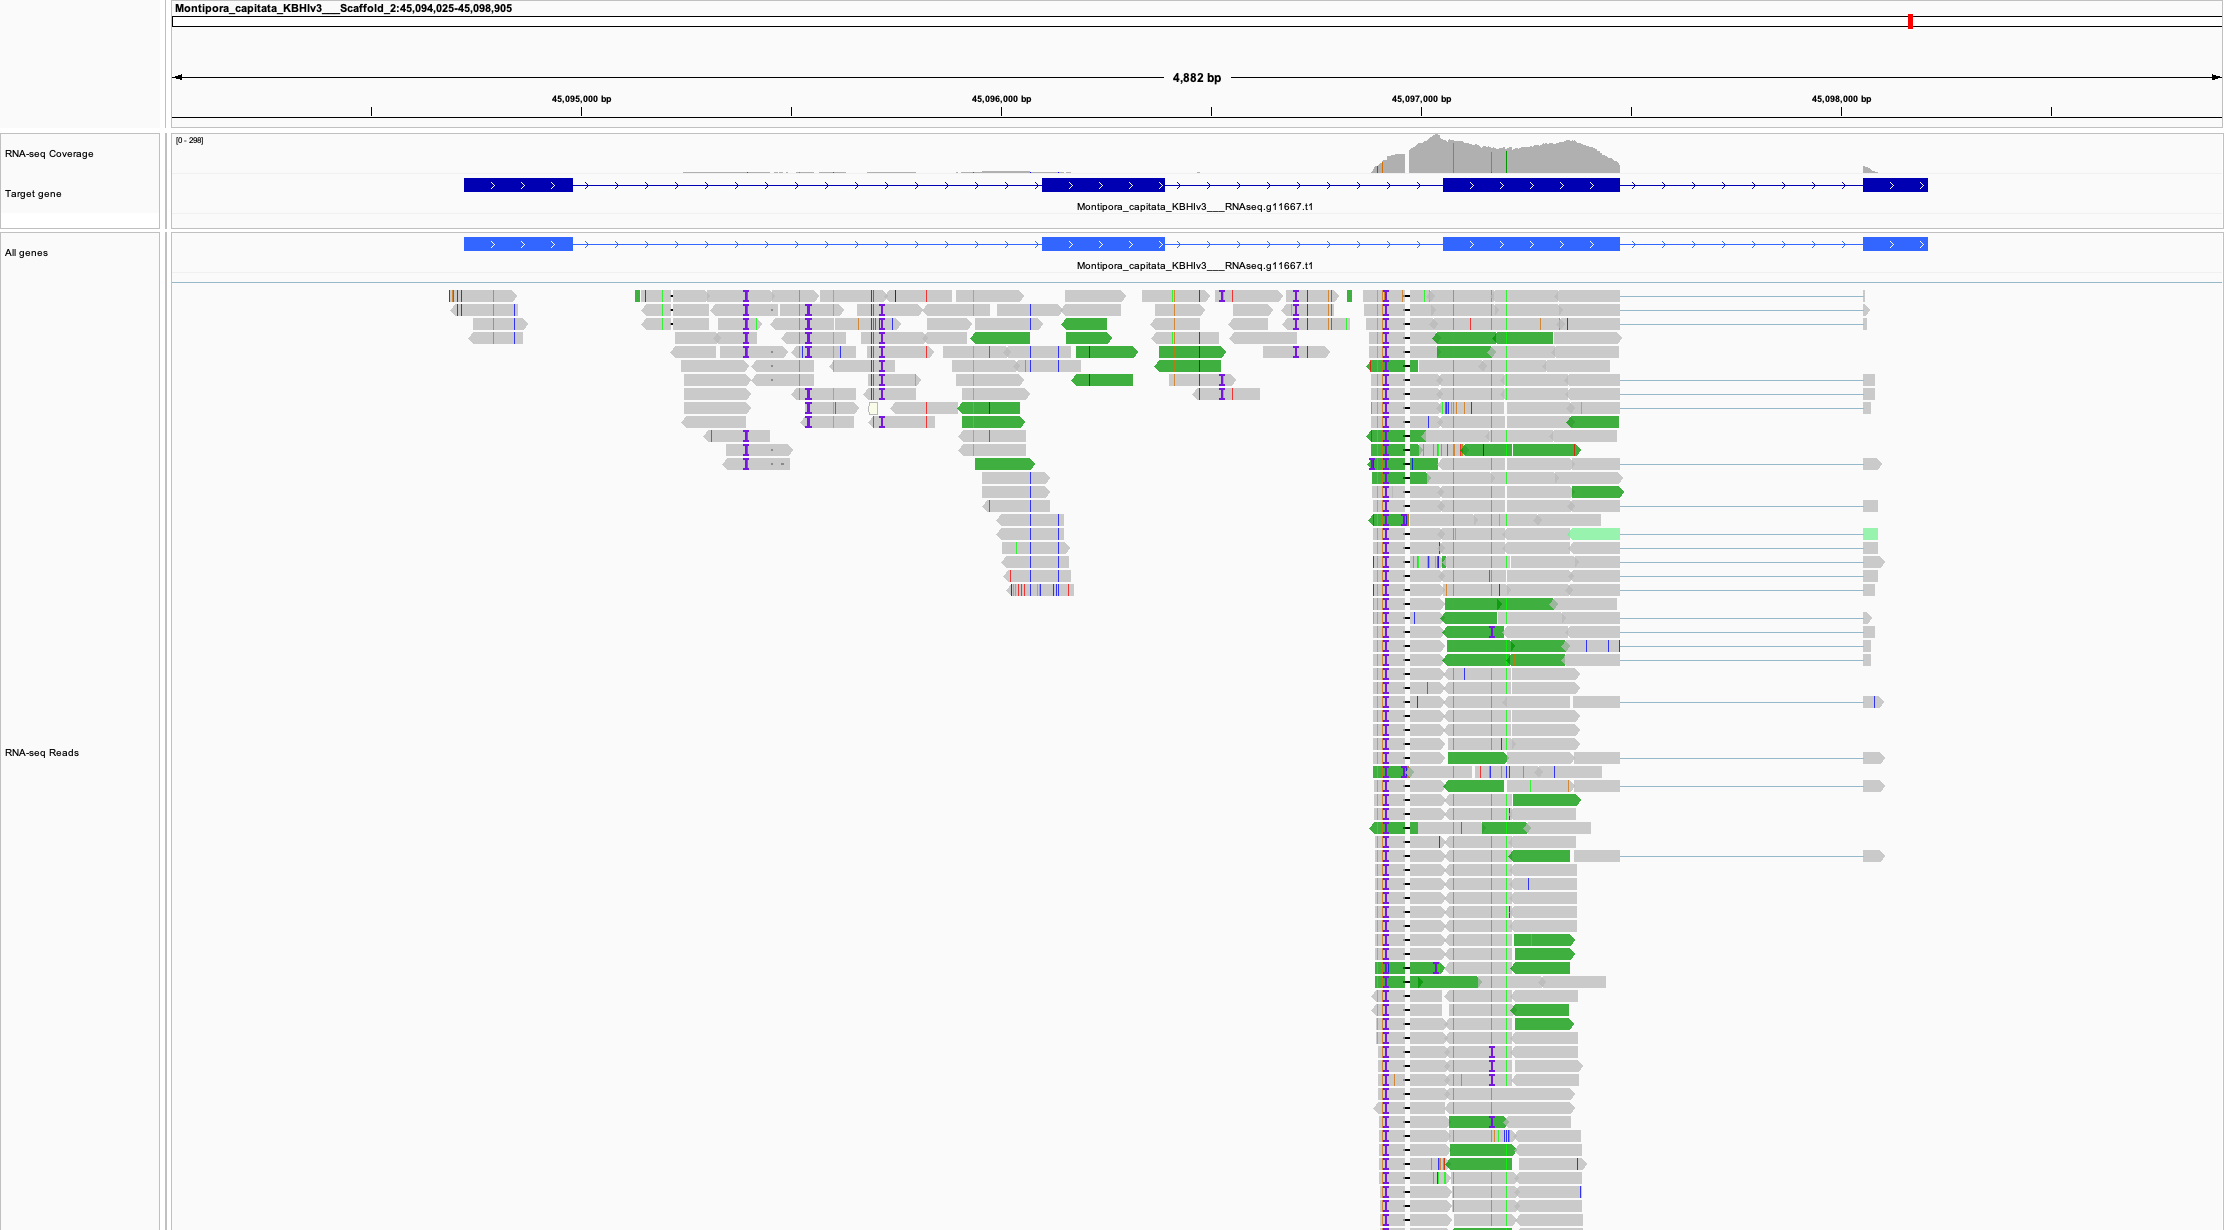 Montipora_capitata_KBHIv3___Scaffold_2:45,094,025-45,098,905
4,882 bp
45,095,000 bp
45,096,000 bp
45,097,000 bp
45,098,000 bp
[0 - 298]
RNA-seq Coverage
Target gene
Montipora_capitata_KBHIv3___RNAseq.g11667.t1
All genes
Montipora_capitata_KBHIv3___RNAseq.g11667.t1
RNA-seq Reads